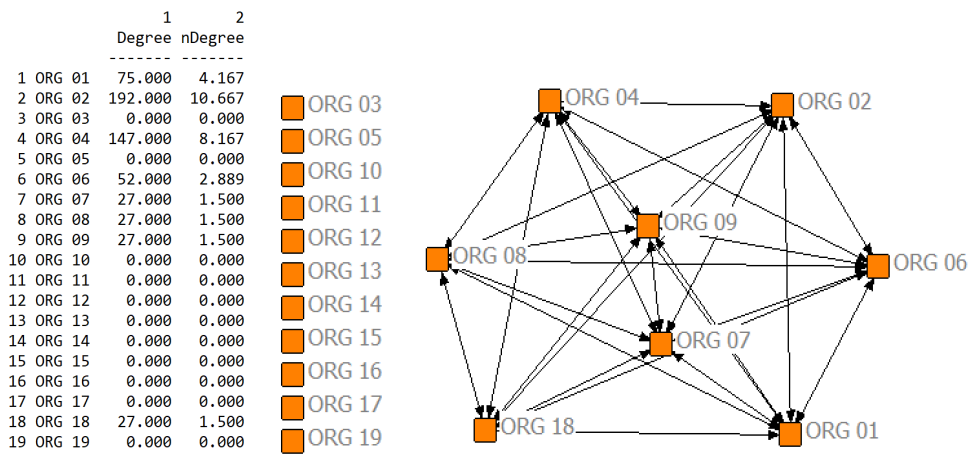 1 2
Degree nDegree
------- -------
1 ORG 01 75.000 4.167
2 ORG 02 192.000 10.667
3 ORG 03 0.000 0.000
4 ORG 04 147.000 8.167
5 ORG 05 0.000 0.000
6 ORG 06 52.000 2.889
7 ORG 07 27.000 1.500
8 ORG 08 27.000 1.500
9 ORG 09 27.000 1.500
10 ORG 10 0.000 0.000
11 ORG 11 0.000 0.000
12 ORG 12 0.000 0.000
13 ORG 13 0.000 0.000
14 ORG 14 0.000 0.000
15 ORG 15 0.000 0.000
16 ORG 16 0.000 0.000
17 ORG 17 0.000 0.000
18 ORG 18 27.000 1.500
19 ORG 19 0.000 0.000
ORG 03
ORG 05
ORG 10
ORG 11
ORG 12
ORG 13
ORG 14
ORG 15
ORG 16
ORG 17
ORG 19
ORG 04
ORG 02
ORG 09
ORG 08
ORG 06
ORG 07
ORG 18
ORG 01